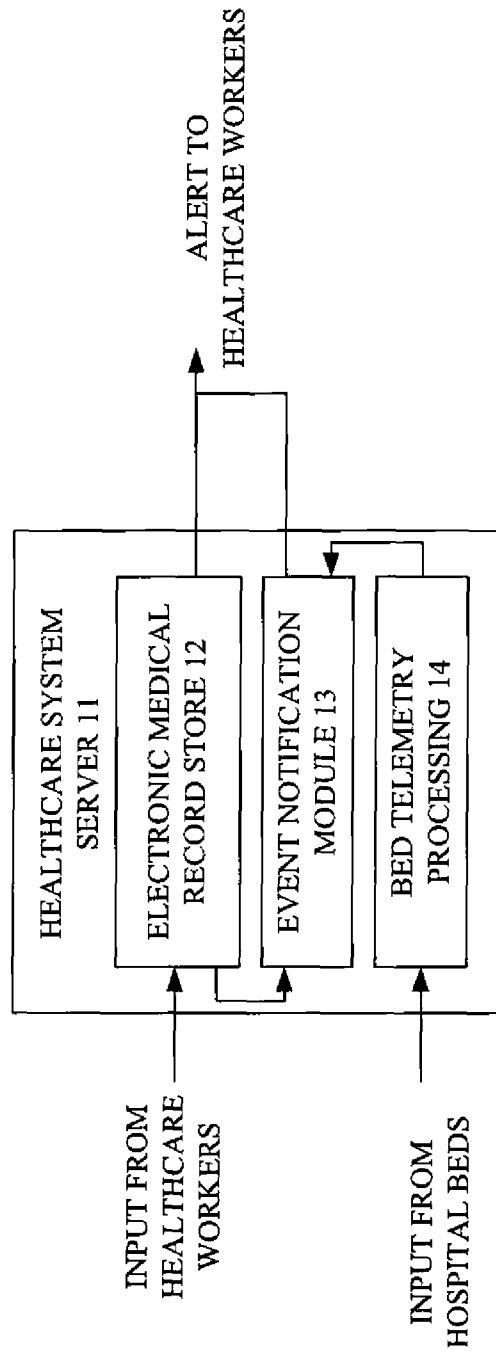 HEALTHCARE SYSTEM
SERVER 11
INPUT FROM
HEALTHCARE
WORKERS
ELECTRONIC MEDICAL
RECORD STORE 12
ALERT TO
HEALTHCARE WORKERS
EVENT NOTIFICATION
MODULE 13
INPUT FROM
HOSPITAL BEDS
BED TELEMETRY
PROCESSING 14